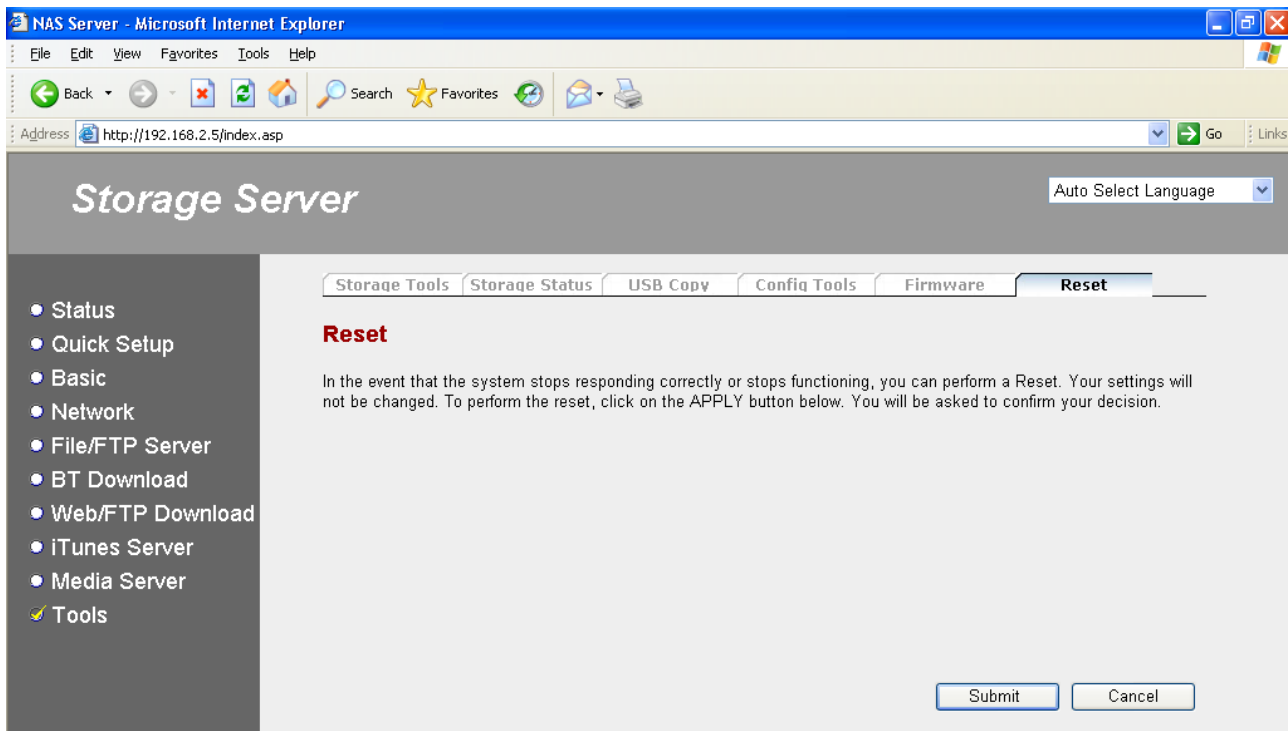 NAS Server - Microsoft Internet Explorer
File Edit View Favorites Tools Help
Back Search Favorites
Address http://192.168.2.5/index.asp Go Links
Storage Server
Auto Select Language
Storage Tools Storage Status USB Copy Config Tools Firmware Reset
Status
Quick Setup
Basic
Network
File/FTP Server
BT Download
Web/FTP Download
iTunes Server
Media Server
Tools
Reset
In the event that the system stops responding correctly or stops functioning, you can perform a Reset. Your settings will
not be changed. To perform the reset, click on the APPLY button below. You will be asked to confirm your decision.
Submit Cancel